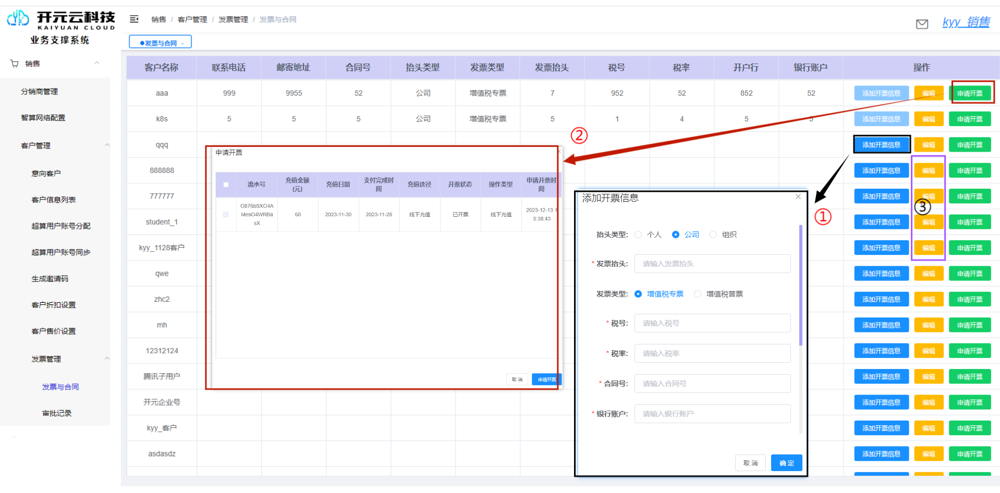 开元云科技
KAIYUAN CLOUD
业务支撑系统
销售 / 客户管理 / 发票管理 / 发票与合同
kyy_销售
发票与合同 ×
销售
分销商管理
智算网络配置
客户管理
意向客户
客户信息列表
超算用户账号分配
超算用户账号同步
生成邀请码
客户折扣设置
客户售价设置
发票管理
发票与合同
审批记录
客户名称 联系电话 邮寄地址 合同号 抬头类型 发票类型 发票抬头 税号 税率 开户行 银行账户 操作
aaa 999 9955 52 公司 增值税专票 7 952 52 852 52 添加开票信息 编辑 申请开票
k8s 5 5 5 公司 增值税专票 5 1 4 5 5 添加开票信息 编辑 申请开票
qqq 添加开票信息 编辑 申请开票
888888 添加开票信息 编辑 申请开票
777777 添加开票信息 编辑 申请开票
student_1 添加开票信息 编辑 申请开票
kyy_1128客户 添加开票信息 编辑 申请开票
qwe 添加开票信息 编辑 申请开票
zhc2 添加开票信息 编辑 申请开票
mh 添加开票信息 编辑 申请开票
12312124 添加开票信息 编辑 申请开票
腾讯子用户 添加开票信息 编辑 申请开票
开元企业号 添加开票信息 编辑 申请开票
kyy_客户 添加开票信息 编辑 申请开票
asdasdz 添加开票信息 编辑 申请开票
②
①
③
申请开票
流水号 充值金额(元) 充值日期 支付完成时间 充值途径 开票状态 操作类型 申请开票时间
O876bSXO4A
MesO4WRBa
sX
60 2023-11-30 2023-11-28 线下充值 已开票 线下充值
2023-12-13 1
5:38:43
取 消 申请开票
添加开票信息
抬头类型: 个人 公司 组织
* 发票抬头: 请输入发票抬头
发票类型: 增值税专票 增值税普票
* 税号: 请输入税号
* 税率: 请输入税率
* 合同号: 请输入合同号
* 银行账户: 请输入银行账户
取 消 确 定